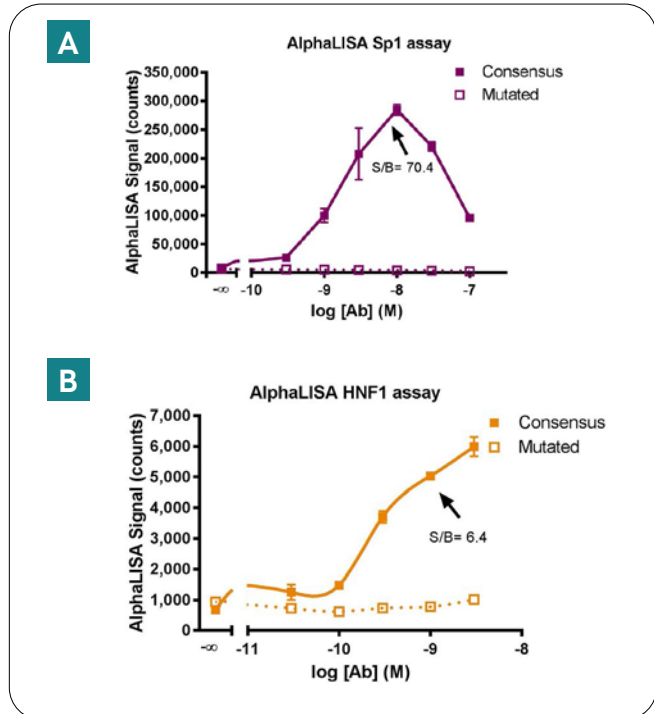 A
AlphaLISA Sp1 assay
AlphaLISA Signal (counts)
350,000
300,000
250,000
200,000
150,000
100,000
50,000
0
Consensus
Mutated
S/B= 70.4
-∞ -10 -9 -8 -7
log [Ab] (M)
B
AlphaLISA HNF1 assay
AlphaLISA Signal (counts)
7,000
6,000
5,000
4,000
3,000
2,000
1,000
0
Consensus
Mutated
S/B= 6.4
-∞ -11 -10 -9 -8
log [Ab] (M)